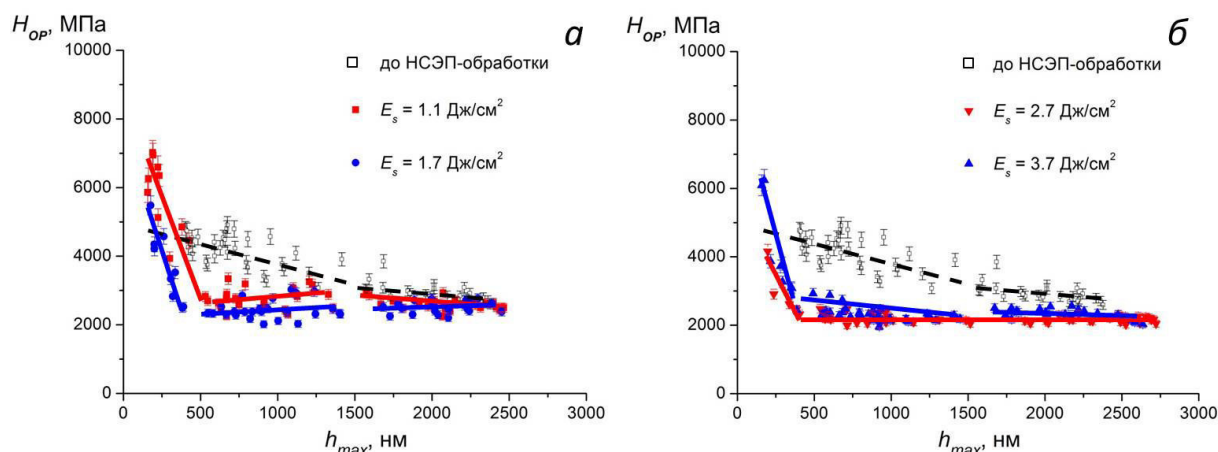 H_OP, МПа
а
10000
8000
6000
4000
2000
0
до НСЭП-обработки
E_s = 1.1 Дж/см²
E_s = 1.7 Дж/см²
0 500 1000 1500 2000 2500 3000
h_max, нм
H_OP, МПа
б
10000
8000
6000
4000
2000
0
до НСЭП-обработки
E_s = 2.7 Дж/см²
E_s = 3.7 Дж/см²
0 500 1000 1500 2000 2500 3000
h_max, нм